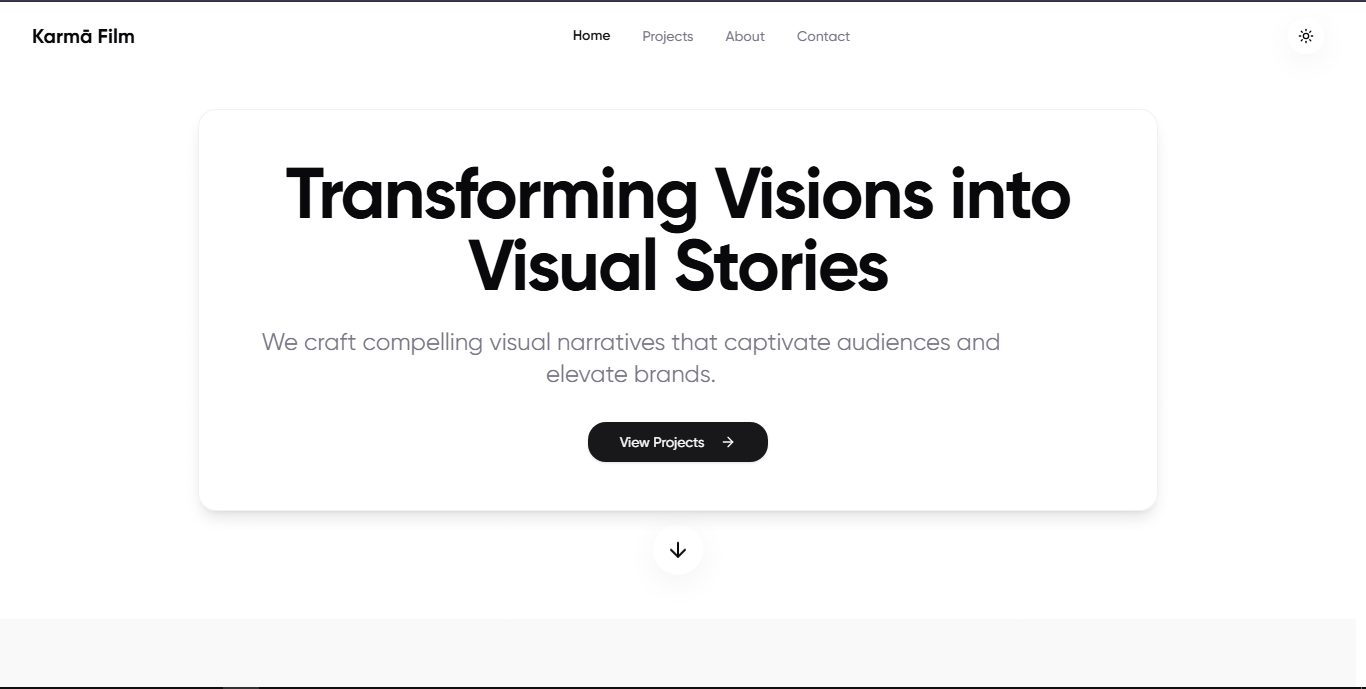 Karmā Film
Home
Projects
About
Contact
Transforming Visions into
Visual Stories
We craft compelling visual narratives that captivate audiences and
elevate brands.
View Projects